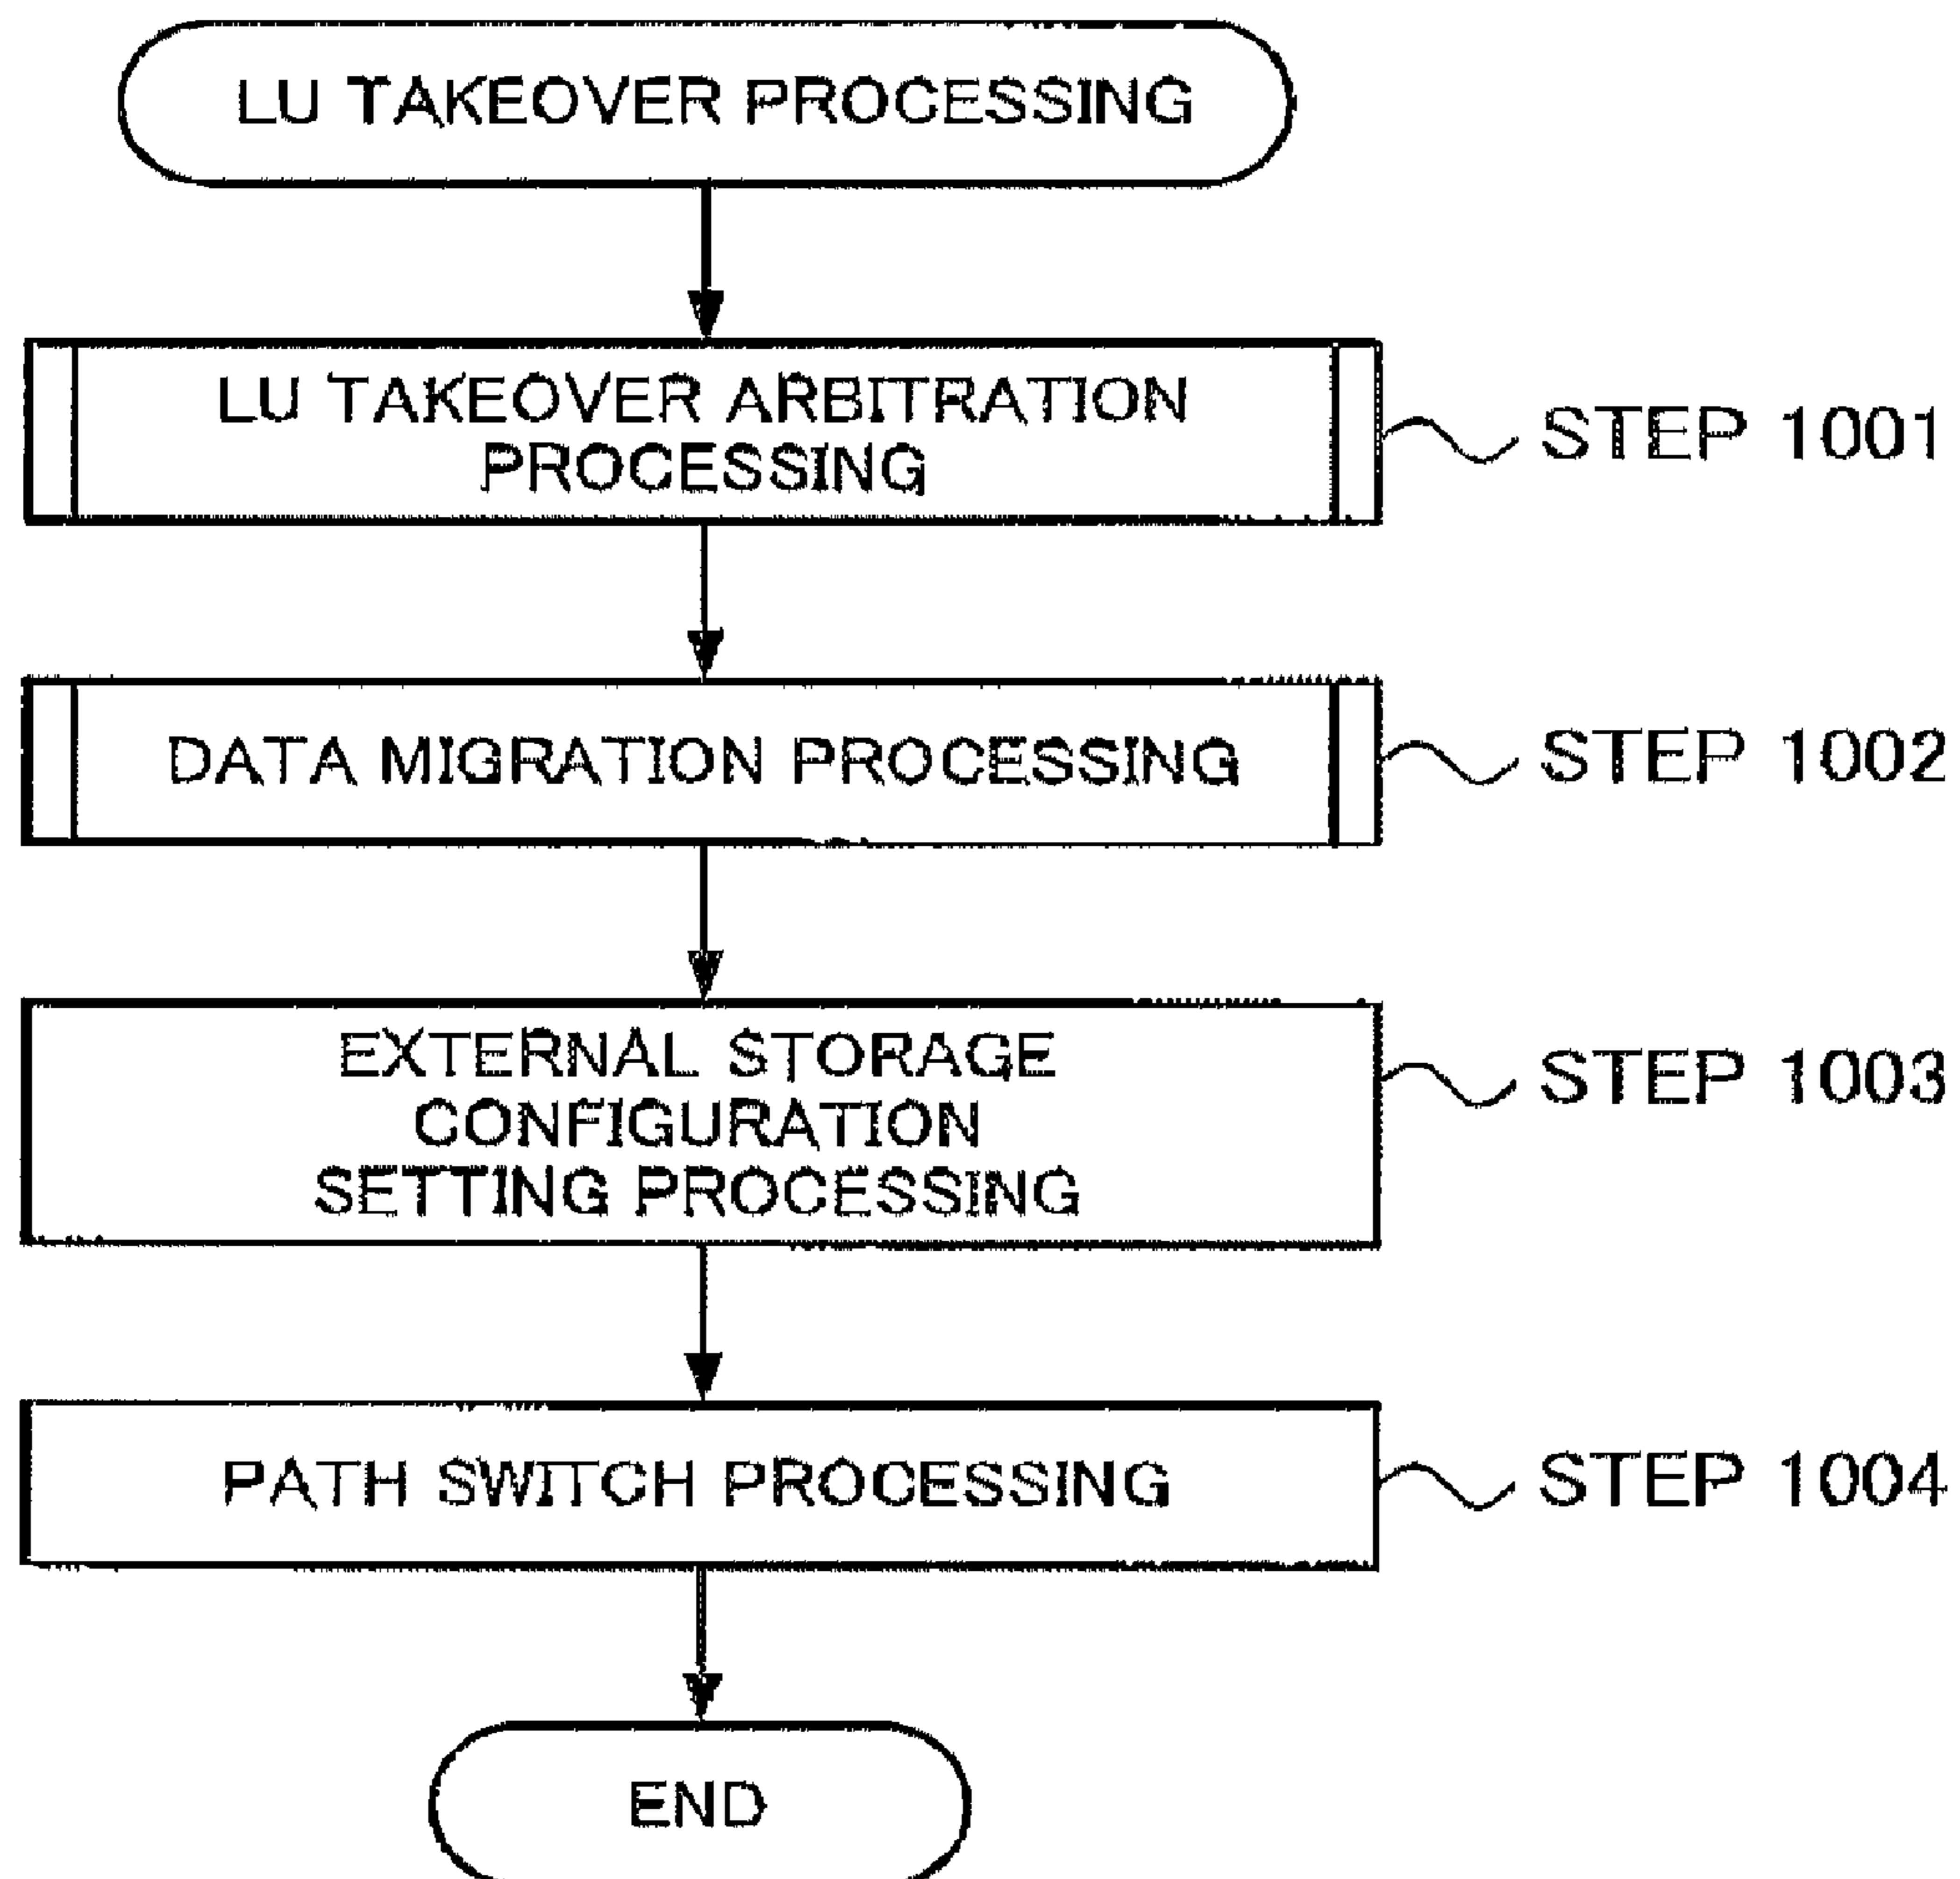 LU TAKEOVER PROCESSING
LU TAKEOVER ARBITRATION
PROCESSING
STEP 1001
DATA MIGRATION PROCESSING
STEP 1002
EXTERNAL STORAGE
CONFIGURATION
SETTING PROCESSING
STEP 1003
PATH SWITCH PROCESSING
STEP 1004
END